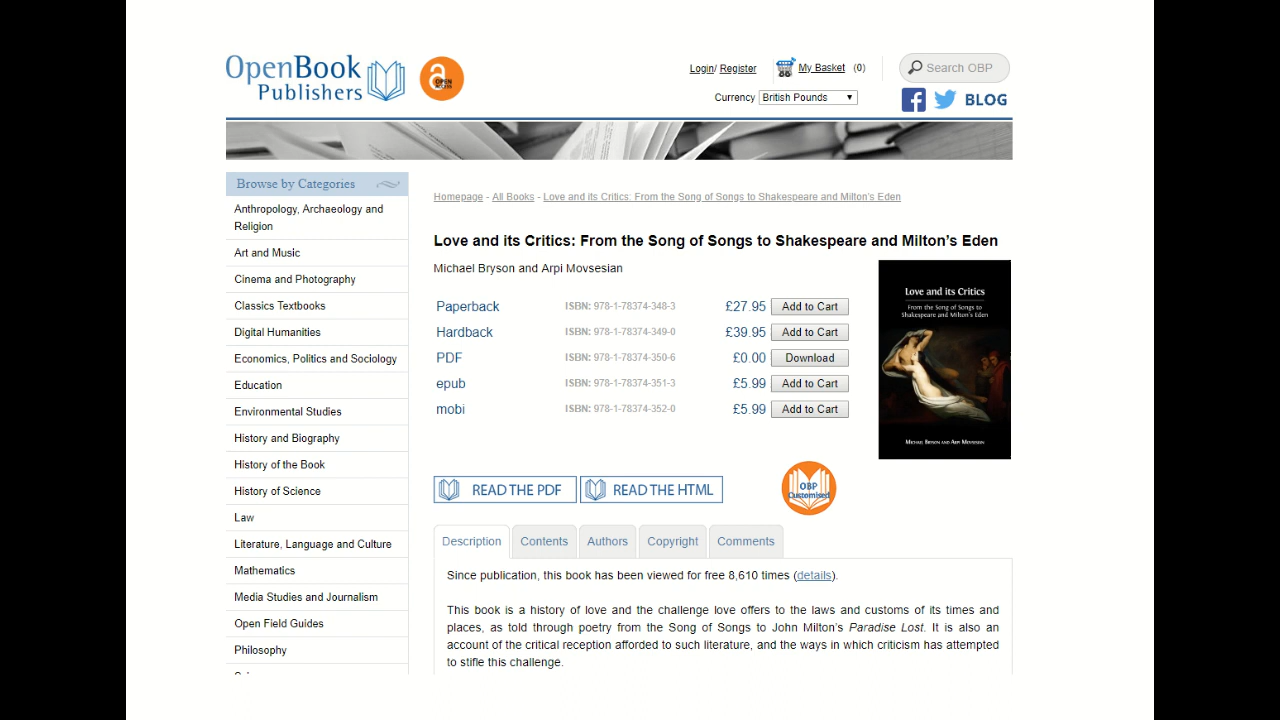 OpenBook
Publishers
OPEN
ACCESS
Login/ Register
My Basket (0)
Search OBP
Currency British Pounds
BLOG
Browse by Categories
Anthropology, Archaeology and
Religion
Art and Music
Cinema and Photography
Classics Textbooks
Digital Humanities
Economics, Politics and Sociology
Education
Environmental Studies
History and Biography
History of the Book
History of Science
Law
Literature, Language and Culture
Mathematics
Media Studies and Journalism
Open Field Guides
Philosophy
Homepage - All Books - Love and its Critics: From the Song of Songs to Shakespeare and Milton's Eden
Love and its Critics: From the Song of Songs to Shakespeare and Milton's Eden
Michael Bryson and Arpi Movsesian
Paperback ISBN: 978-1-78374-348-3 £27.95 Add to Cart
Hardback ISBN: 978-1-78374-349-0 £39.95 Add to Cart
PDF ISBN: 978-1-78374-350-6 £0.00 Download
epub ISBN: 978-1-78374-351-3 £5.99 Add to Cart
mobi ISBN: 978-1-78374-352-0 £5.99 Add to Cart
Love and its Critics
From the Song of Songs to
Shakespeare and Milton's Eden
Michael Bryson and Arpi Movsesian
READ THE PDF READ THE HTML
OBP
Customised
Description Contents Authors Copyright Comments
Since publication, this book has been viewed for free 8,610 times (details).
This book is a history of love and the challenge love offers to the laws and customs of its times and
places, as told through poetry from the Song of Songs to John Milton's Paradise Lost. It is also an
account of the critical reception afforded to such literature, and the ways in which criticism has attempted
to stifle this challenge.